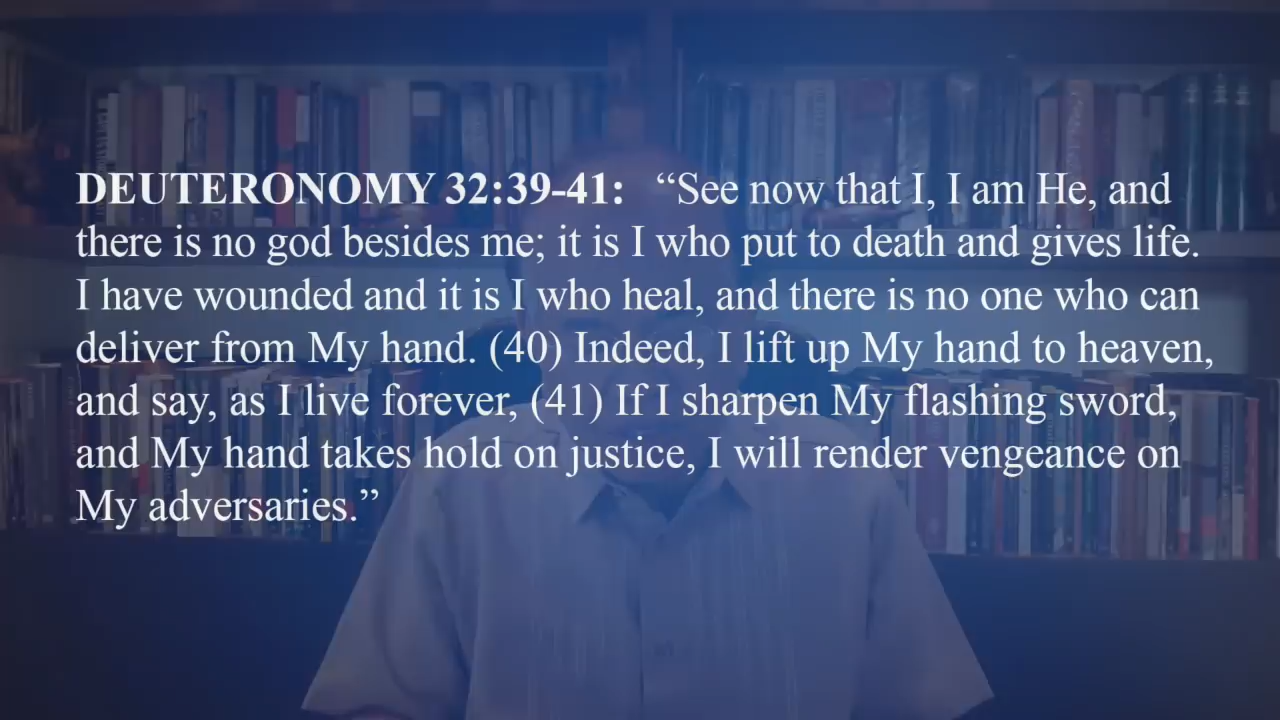 DEUTERONOMY 32:39-41: “See now that I, I am He, and
there is no god besides me; it is I who put to death and gives life.
I have wounded and it is I who heal, and there is no one who can
deliver from My hand. (40) Indeed, I lift up My hand to heaven,
and say, as I live forever, (41) If I sharpen My flashing sword,
and My hand takes hold on justice, I will render vengeance on
My adversaries.”